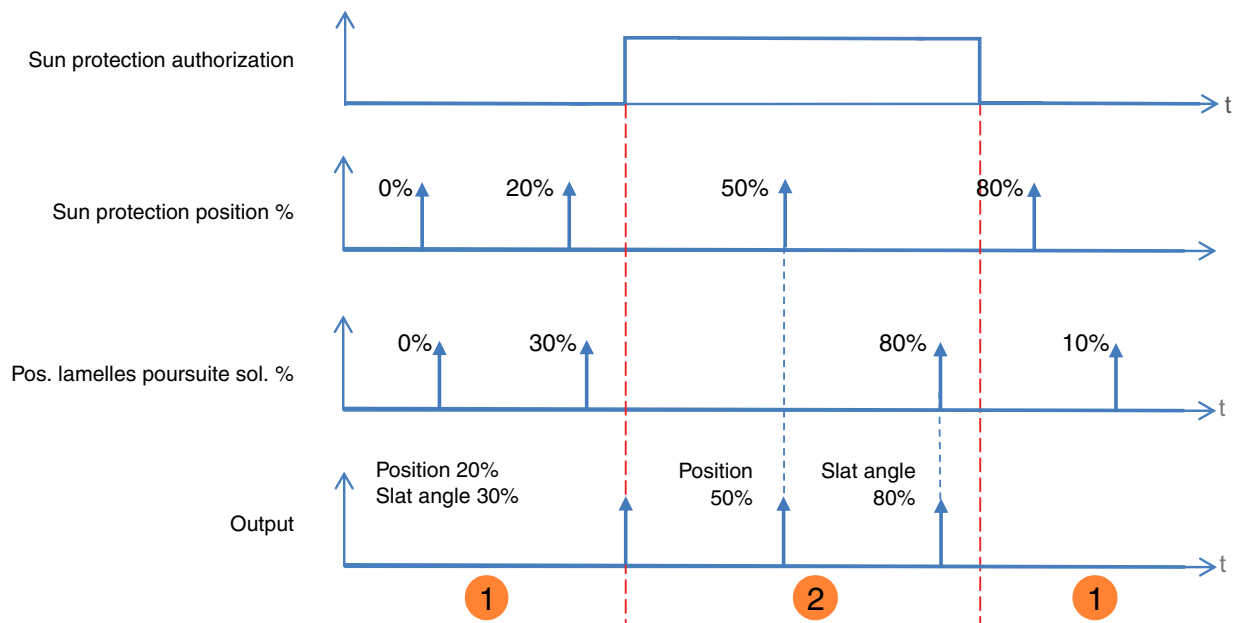 Sun protection authorization
t
0%
20%
50%
80%
Sun protection position %
0%
30%
80%
10%
Pos. lamelles poursuite sol. %
t
Position 20%
Slat angle 30%
Position
50%
Slat angle
80%
Output
t
1
2
1